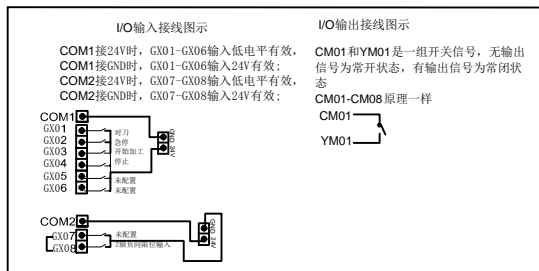 I/O输入接线图示
COM1接24V时，GX01-GX06输入低电平有效，
COM1接GND时，GX01-GX06输入24V有效；
COM2接24V时，GX07-GX08输入低电平有效，
COM2接GND时，GX07-GX08输入24V有效；
COM1
GX01
GX02
GX03
GX04
GX05
GX06
对刀
急停
开始加工
停止
未配置
未配置
GND 24V
COM2
GX07
GX08
未配置
Z轴负向限位输入
GND 24V
I/O输出接线图示
CM01和YM01是一组开关信号，无输出
信号为常开状态，有输出信号为常闭状
态
CM01-CM08原理一样
CM01
YM01